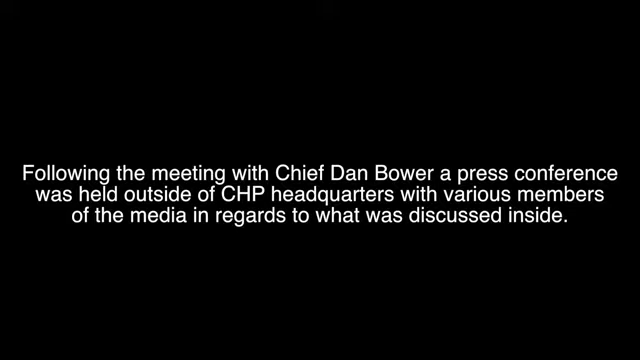 Following the meeting with Chief Dan Bower a press conference
was held outside of CHP headquarters with various members
of the media in regards to what was discussed inside.